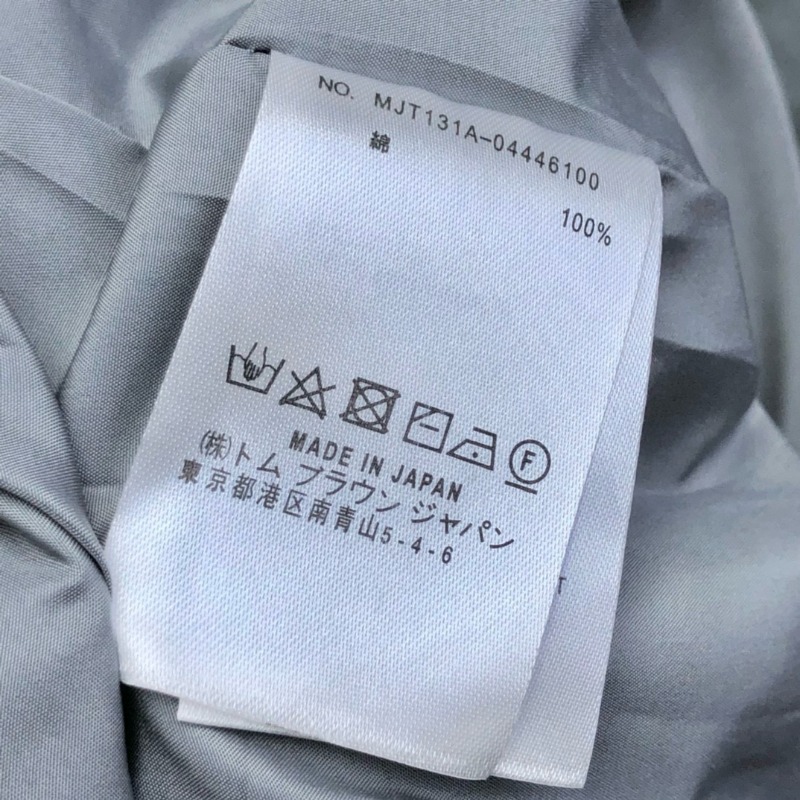 NO. MJT131A-04446100
綿 100%
F
MADE IN JAPAN
(株)トム ブラウン ジャパン
東京都港区南青山5-4-6
T